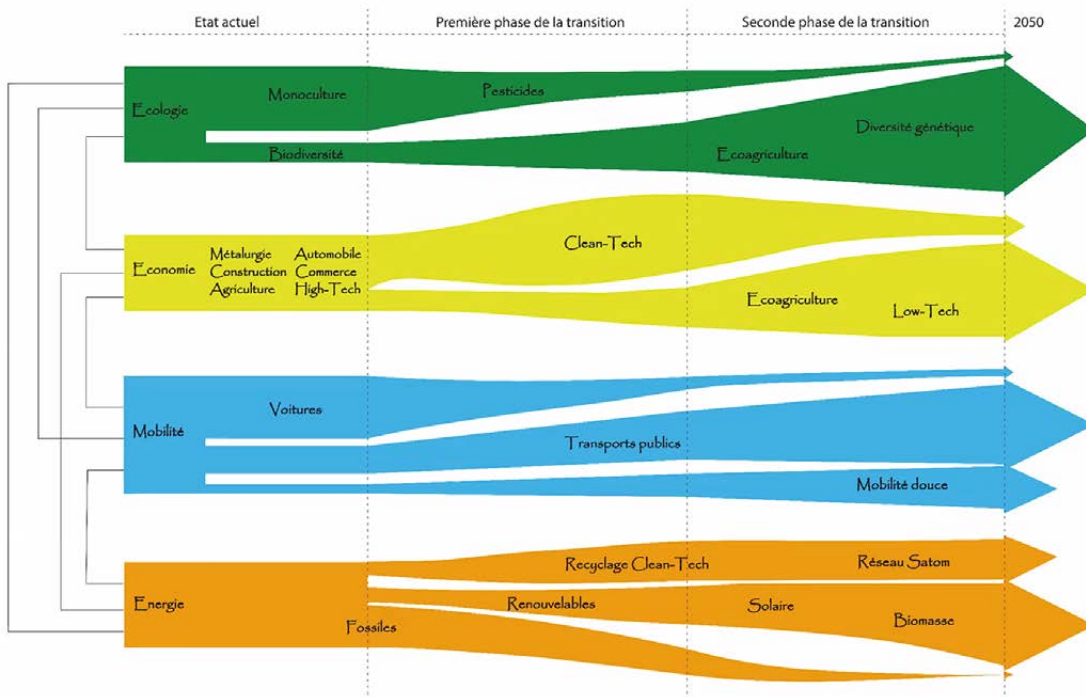 Etat actuel
Première phase de la transition
Seconde phase de la transition
2050
Ecologie
Monoculture
Pesticides
Biodiversité
Ecoagriculture
Diversité génétique
Economie
Métalurgie
Automobile
Construction
Commerce
Agriculture
High-Tech
Clean-Tech
Ecoagriculture
Low-Tech
Mobilité
Voitures
Transports publics
Mobilité douce
Energie
Fossiles
Recyclage Clean-Tech
Réseau Satom
Renouvelables
Solaire
Biomasse